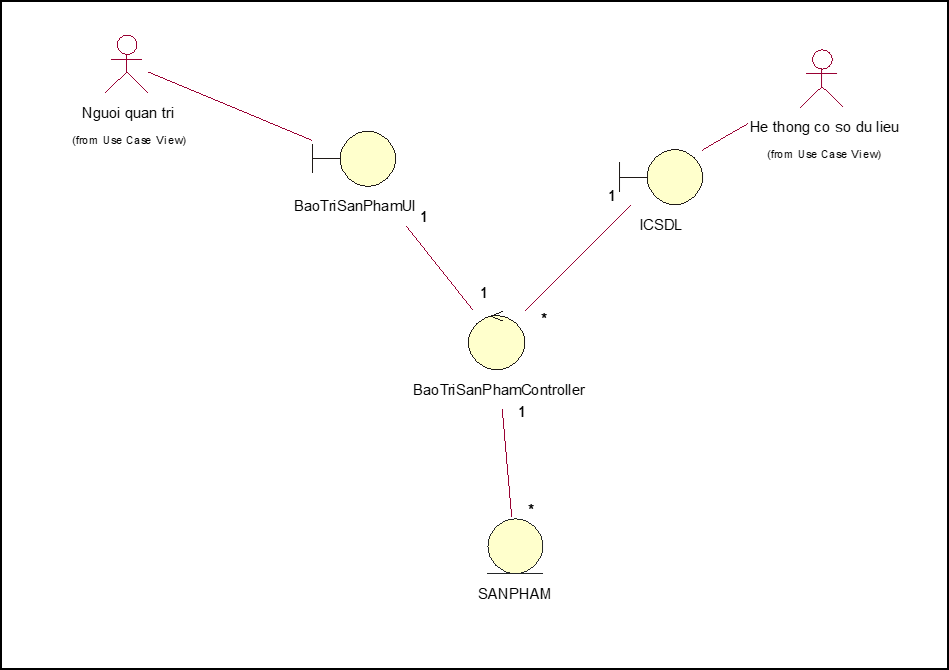 Nguoi quan tri
(from Use Case View)
He thong co so du lieu
(from Use Case View)
BaoTriSanPhamUI
1
1
ICSDL
1
*
BaoTriSanPhamController
1
*
SANPHAM